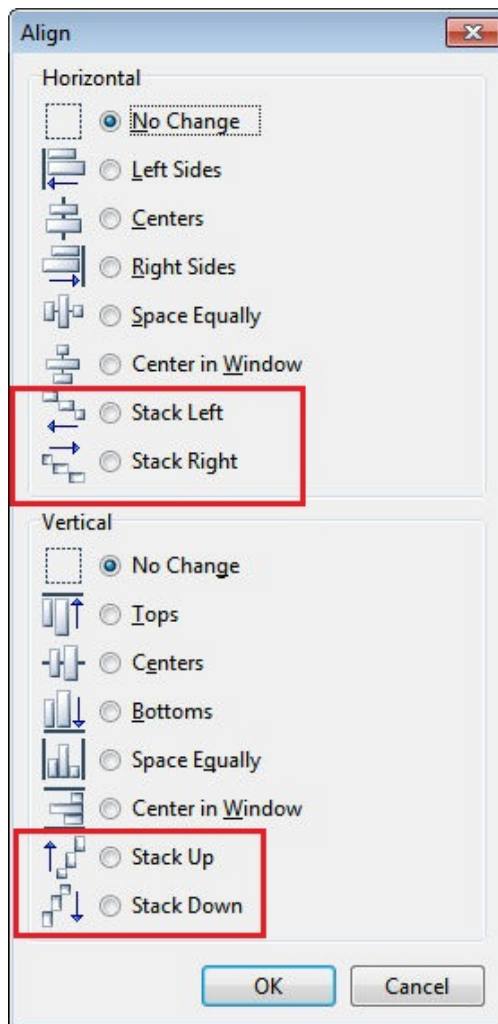 Align
Horizontal
No Change
Left Sides
Centers
Right Sides
Space Equally
Center in Window
Stack Left
Stack Right
Vertical
No Change
Tops
Centers
Bottoms
Space Equally
Center in Window
Stack Up
Stack Down
OK Cancel